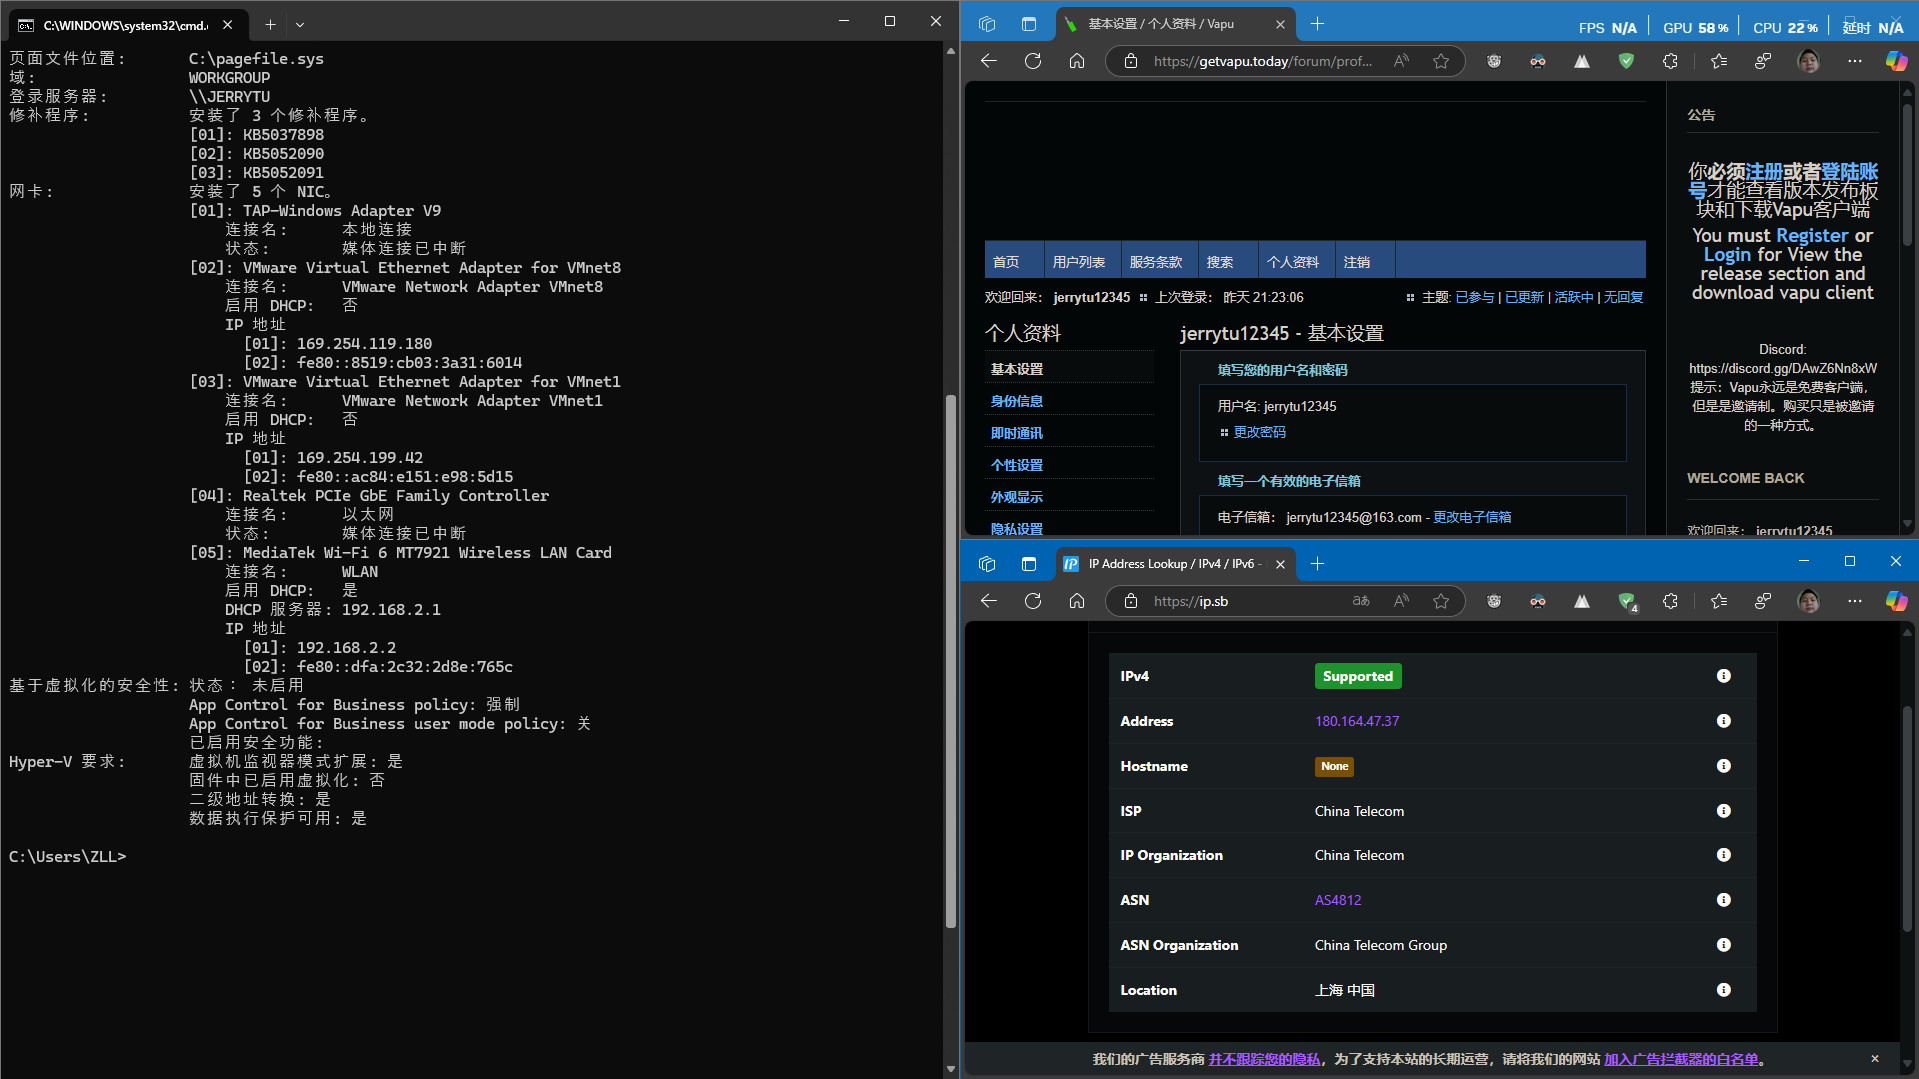 C:\WINDOWS\system32\cmd.
页面文件位置: C:\pagefile.sys
域: WORKGROUP
登录服务器: \\JERRYTU
修补程序: 安装了 3 个修补程序。
[01]: KB5037898
[02]: KB5052090
[03]: KB5052091
网卡: 安装了 5 个 NIC。
[01]: TAP-Windows Adapter V9
连接名: 本地连接
状态: 媒体连接已中断
[02]: VMware Virtual Ethernet Adapter for VMnet8
连接名: VMware Network Adapter VMnet8
启用 DHCP: 否
IP 地址
[01]: 169.254.119.180
[02]: fe80::8519:cb03:3a31:6014
[03]: VMware Virtual Ethernet Adapter for VMnet1
连接名: VMware Network Adapter VMnet1
启用 DHCP: 否
IP 地址
[01]: 169.254.199.42
[02]: fe80::ac84:e151:e98:5d15
[04]: Realtek PCIe GbE Family Controller
连接名: 以太网
状态: 媒体连接已中断
[05]: MediaTek Wi-Fi 6 MT7921 Wireless LAN Card
连接名: WLAN
启用 DHCP: 是
DHCP 服务器: 192.168.2.1
IP 地址
[01]: 192.168.2.2
[02]: fe80::dfa:2c32:2d8e:765c
基于虚拟化的安全性: 状态: 未启用
App Control for Business policy: 强制
App Control for Business user mode policy: 关
已启用安全功能:
Hyper-V 要求: 虚拟机监视器模式扩展: 是
固件中已启用虚拟化: 否
二级地址转换: 是
数据执行保护可用: 是
C:\Users\ZLL>
基本设置 / 个人资料 / Vapu
FPS N/A GPU 58 % CPU 22 % 延时 N/A
https://getvapu.today/forum/prof...
首页 用户列表 服务条款 搜索 个人资料 注销
欢迎回来: jerrytu12345 上次登录: 昨天 21:23:06
主题: 已参与 | 已更新 | 活跃中 | 无回复
个人资料
基本设置
身份信息
即时通讯
个性设置
外观显示
隐私设置
jerrytu12345 - 基本设置
填写您的用户名和密码
用户名: jerrytu12345
更改密码
填写一个有效的电子信箱
电子信箱: jerrytu12345@163.com - 更改电子信箱
公告
你必须注册或者登陆账
号才能查看版本发布板
块和下载Vapu客户端
You must Register or
Login for View the
release section and
download vapu client
Discord:
https://discord.gg/DAwZ6Nn8xW
提示：Vapu永远是免费客户端，
但是是邀请制。购买只是被邀请
的一种方式。
WELCOME BACK
欢迎回来: jerrytu12345
IP Address Lookup / IPv4 / IPv6 -
https://ip.sb
4
IPv4 Supported
Address 180.164.47.37
Hostname None
ISP China Telecom
IP Organization China Telecom
ASN AS4812
ASN Organization China Telecom Group
Location 上海 中国
我们的广告服务商 并不跟踪您的隐私，为了支持本站的长期运营，请将我们的网站 加入广告拦截器的白名单。